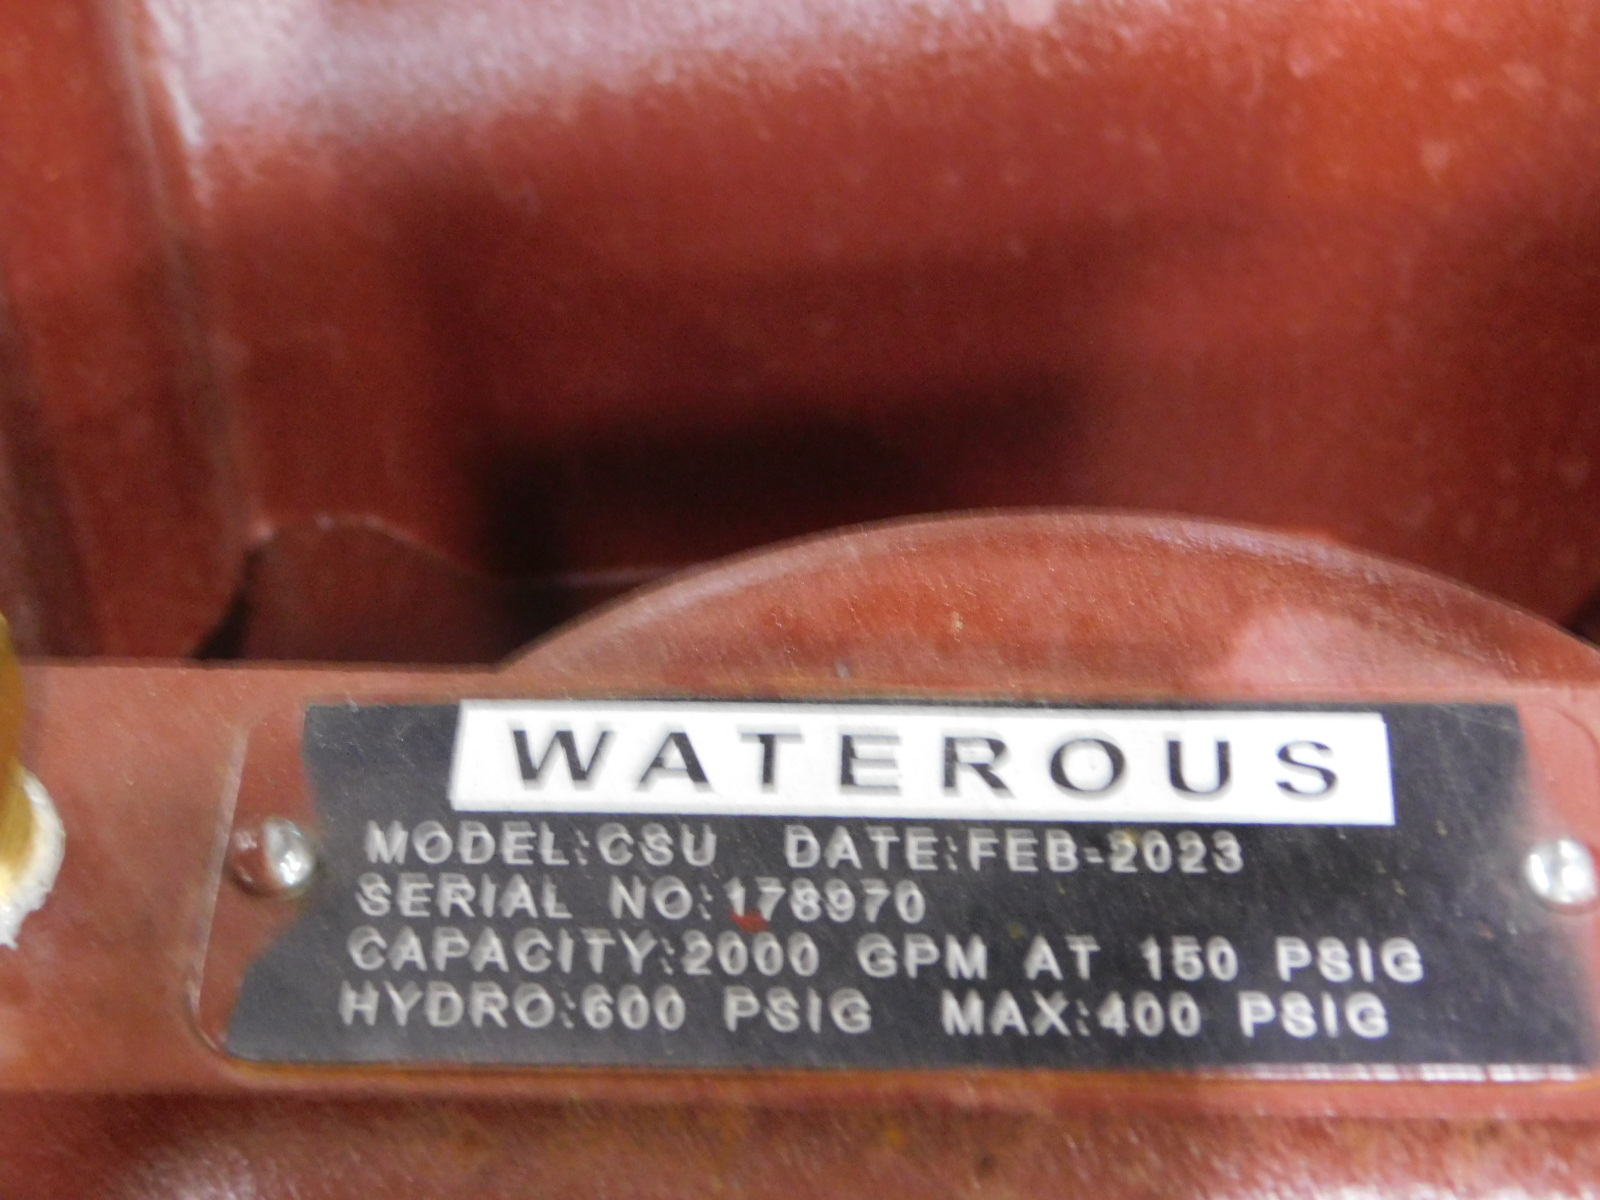 WATEROUS
MODEL:CSU DATE:FEB-2023
SERIAL NO:178970
CAPACITY:2000 GPM AT 150 PSIG
HYDRO:600 PSIG MAX:400 PSIG